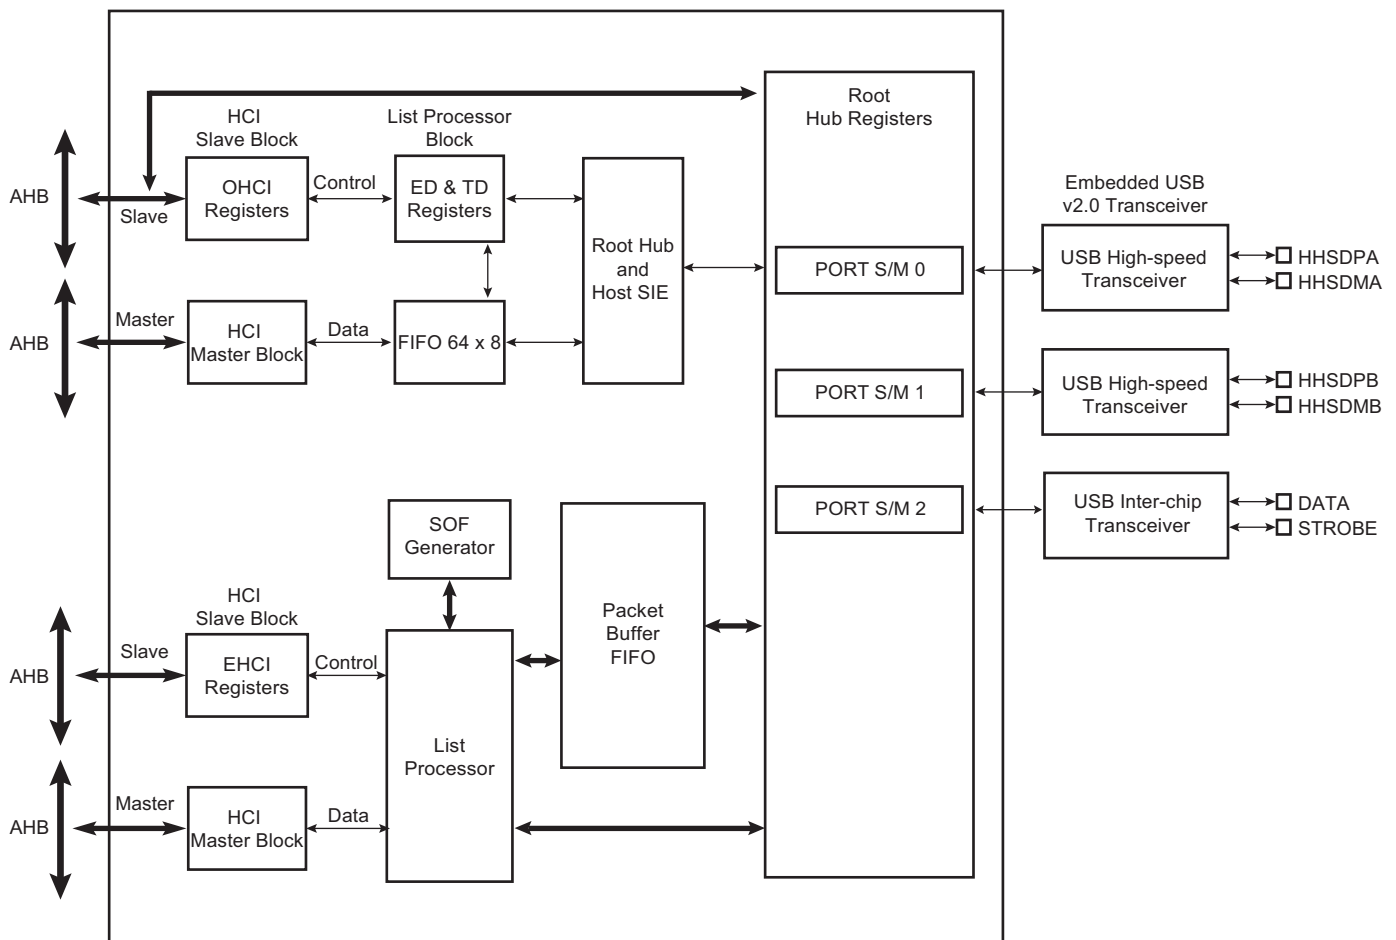 Root
Hub Registers
HCI
Slave Block
List Processor
Block
AHB
Slave
OHCI
Registers
Control
ED & TD
Registers
Root Hub
and
Host SIE
AHB
Master
HCI
Master Block
Data
FIFO 64 x 8
PORT S/M 0
PORT S/M 1
PORT S/M 2
Embedded USB
v2.0 Transceiver
USB High-speed
Transceiver
HHSDPA
HHSDMA
USB High-speed
Transceiver
HHSDPB
HHSDMB
USB Inter-chip
Transceiver
DATA
STROBE
SOF
Generator
HCI
Slave Block
AHB
Slave
EHCI
Registers
Control
List
Processor
Packet
Buffer
FIFO
AHB
Master
HCI
Master Block
Data